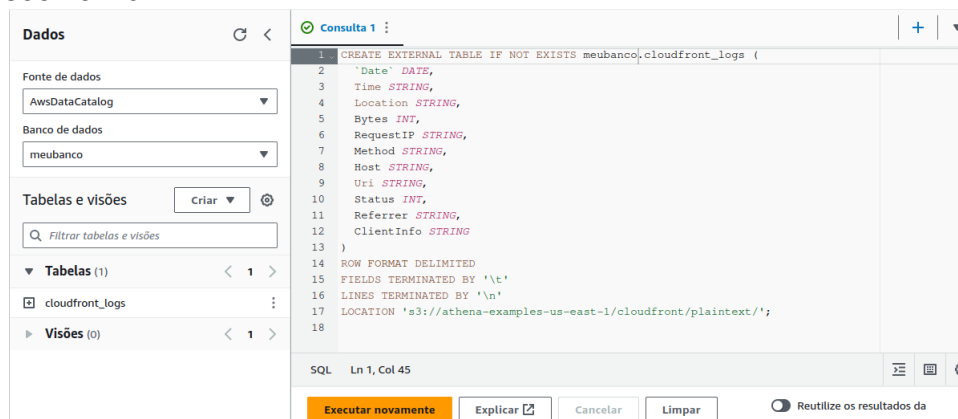 Dados
Fonte de dados
AwsDataCatalog
Banco de dados
meubanco
Tabelas e visões
Criar
Filtrar tabelas e visões
Tabelas (1)
< 1 >
cloudfront_logs
Visões (0)
< 1 >
Consulta 1
1 CREATE EXTERNAL TABLE IF NOT EXISTS meubanco.cloudfront_logs (
2 `Date` DATE,
3 Time STRING,
4 Location STRING,
5 Bytes INT,
6 RequestIP STRING,
7 Method STRING,
8 Host STRING,
9 Uri STRING,
10 Status INT,
11 Referrer STRING,
12 ClientInfo STRING
13 )
14 ROW FORMAT DELIMITED
15 FIELDS TERMINATED BY '\t'
16 LINES TERMINATED BY '\n'
17 LOCATION 's3://athena-examples-us-east-1/cloudfront/plaintext/';
18
SQL Ln 1, Col 45
Executar novamente
Explicar
Cancelar
Limpar
Reutilize os resultados da